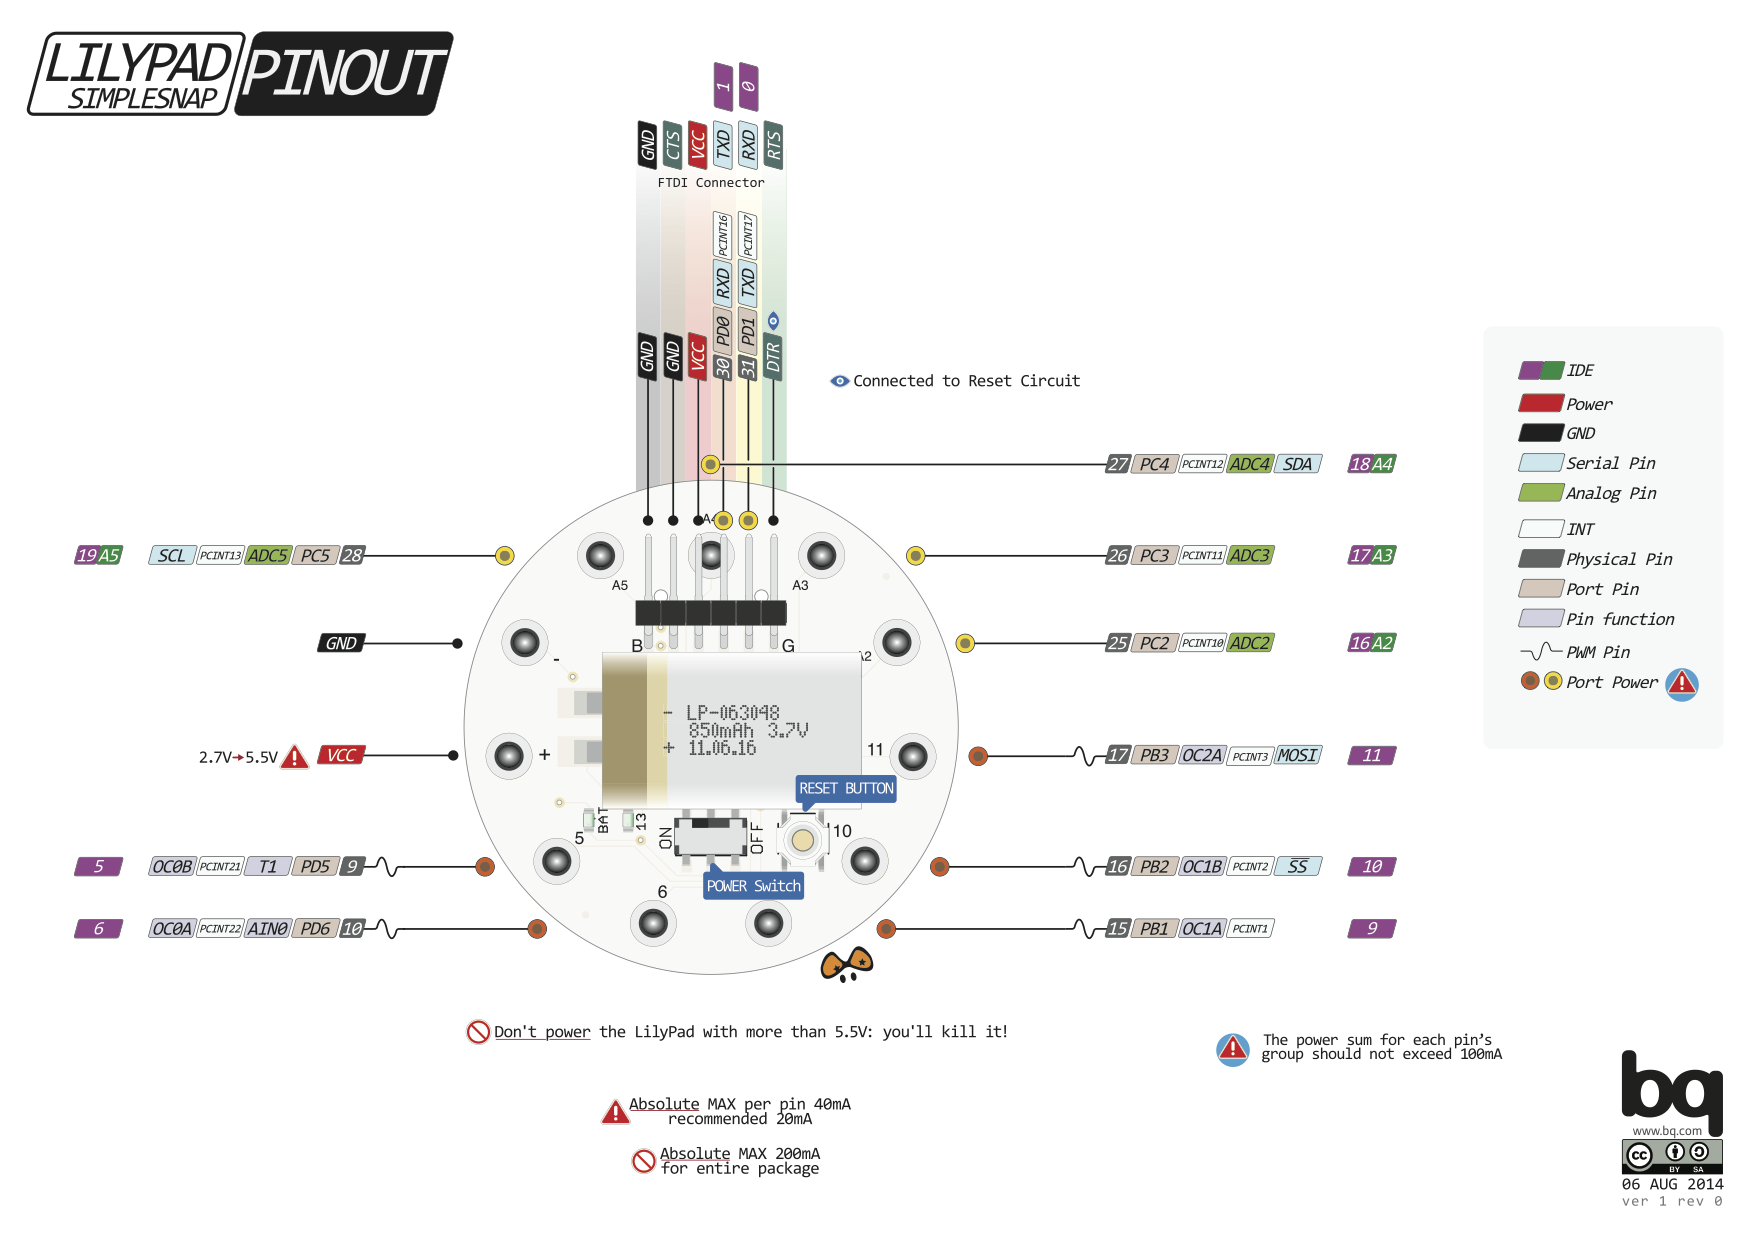 LILYPAD
SIMPLESNAP
PINOUT
1 0
GND CTS VCC TXD RXD RTS
FTDI Connector
PCINT16 PCINT17
RXD TXD
PD0 PD1
GND GND VCC 30 31 DTR
Connected to Reset Circuit
27 PC4 PCINT12 ADC4 SDA 18 A4
19 A5 SCL PCINT13 ADC5 PC5 28
26 PC3 PCINT11 ADC3 17 A3
GND
25 PC2 PCINT10 ADC2 16 A2
2.7V→5.5V VCC
17 PB3 OC2A PCINT3 MOSI 11
5 OC0B PCINT21 T1 PD5 9
16 PB2 OC1B PCINT2 SS 10
6 OC0A PCINT22 AIN0 PD6 10
15 PB1 OC1A PCINT1 9
A4
A5 A3
B G
- A2
- LP-063048
850mAh 3.7V
+ 11.06.16
+ 11
RESET BUTTON
5 BAT 13 ON OFF 10
POWER Switch
6
IDE
Power
GND
Serial Pin
Analog Pin
INT
Physical Pin
Port Pin
Pin function
PWM Pin
Port Power
Don't power the LilyPad with more than 5.5V: you'll kill it!
The power sum for each pin's
group should not exceed 100mA
Absolute MAX per pin 40mA
recommended 20mA
Absolute MAX 200mA
for entire package
bq
www.bq.com
cc BY SA
06 AUG 2014
ver 1 rev 0